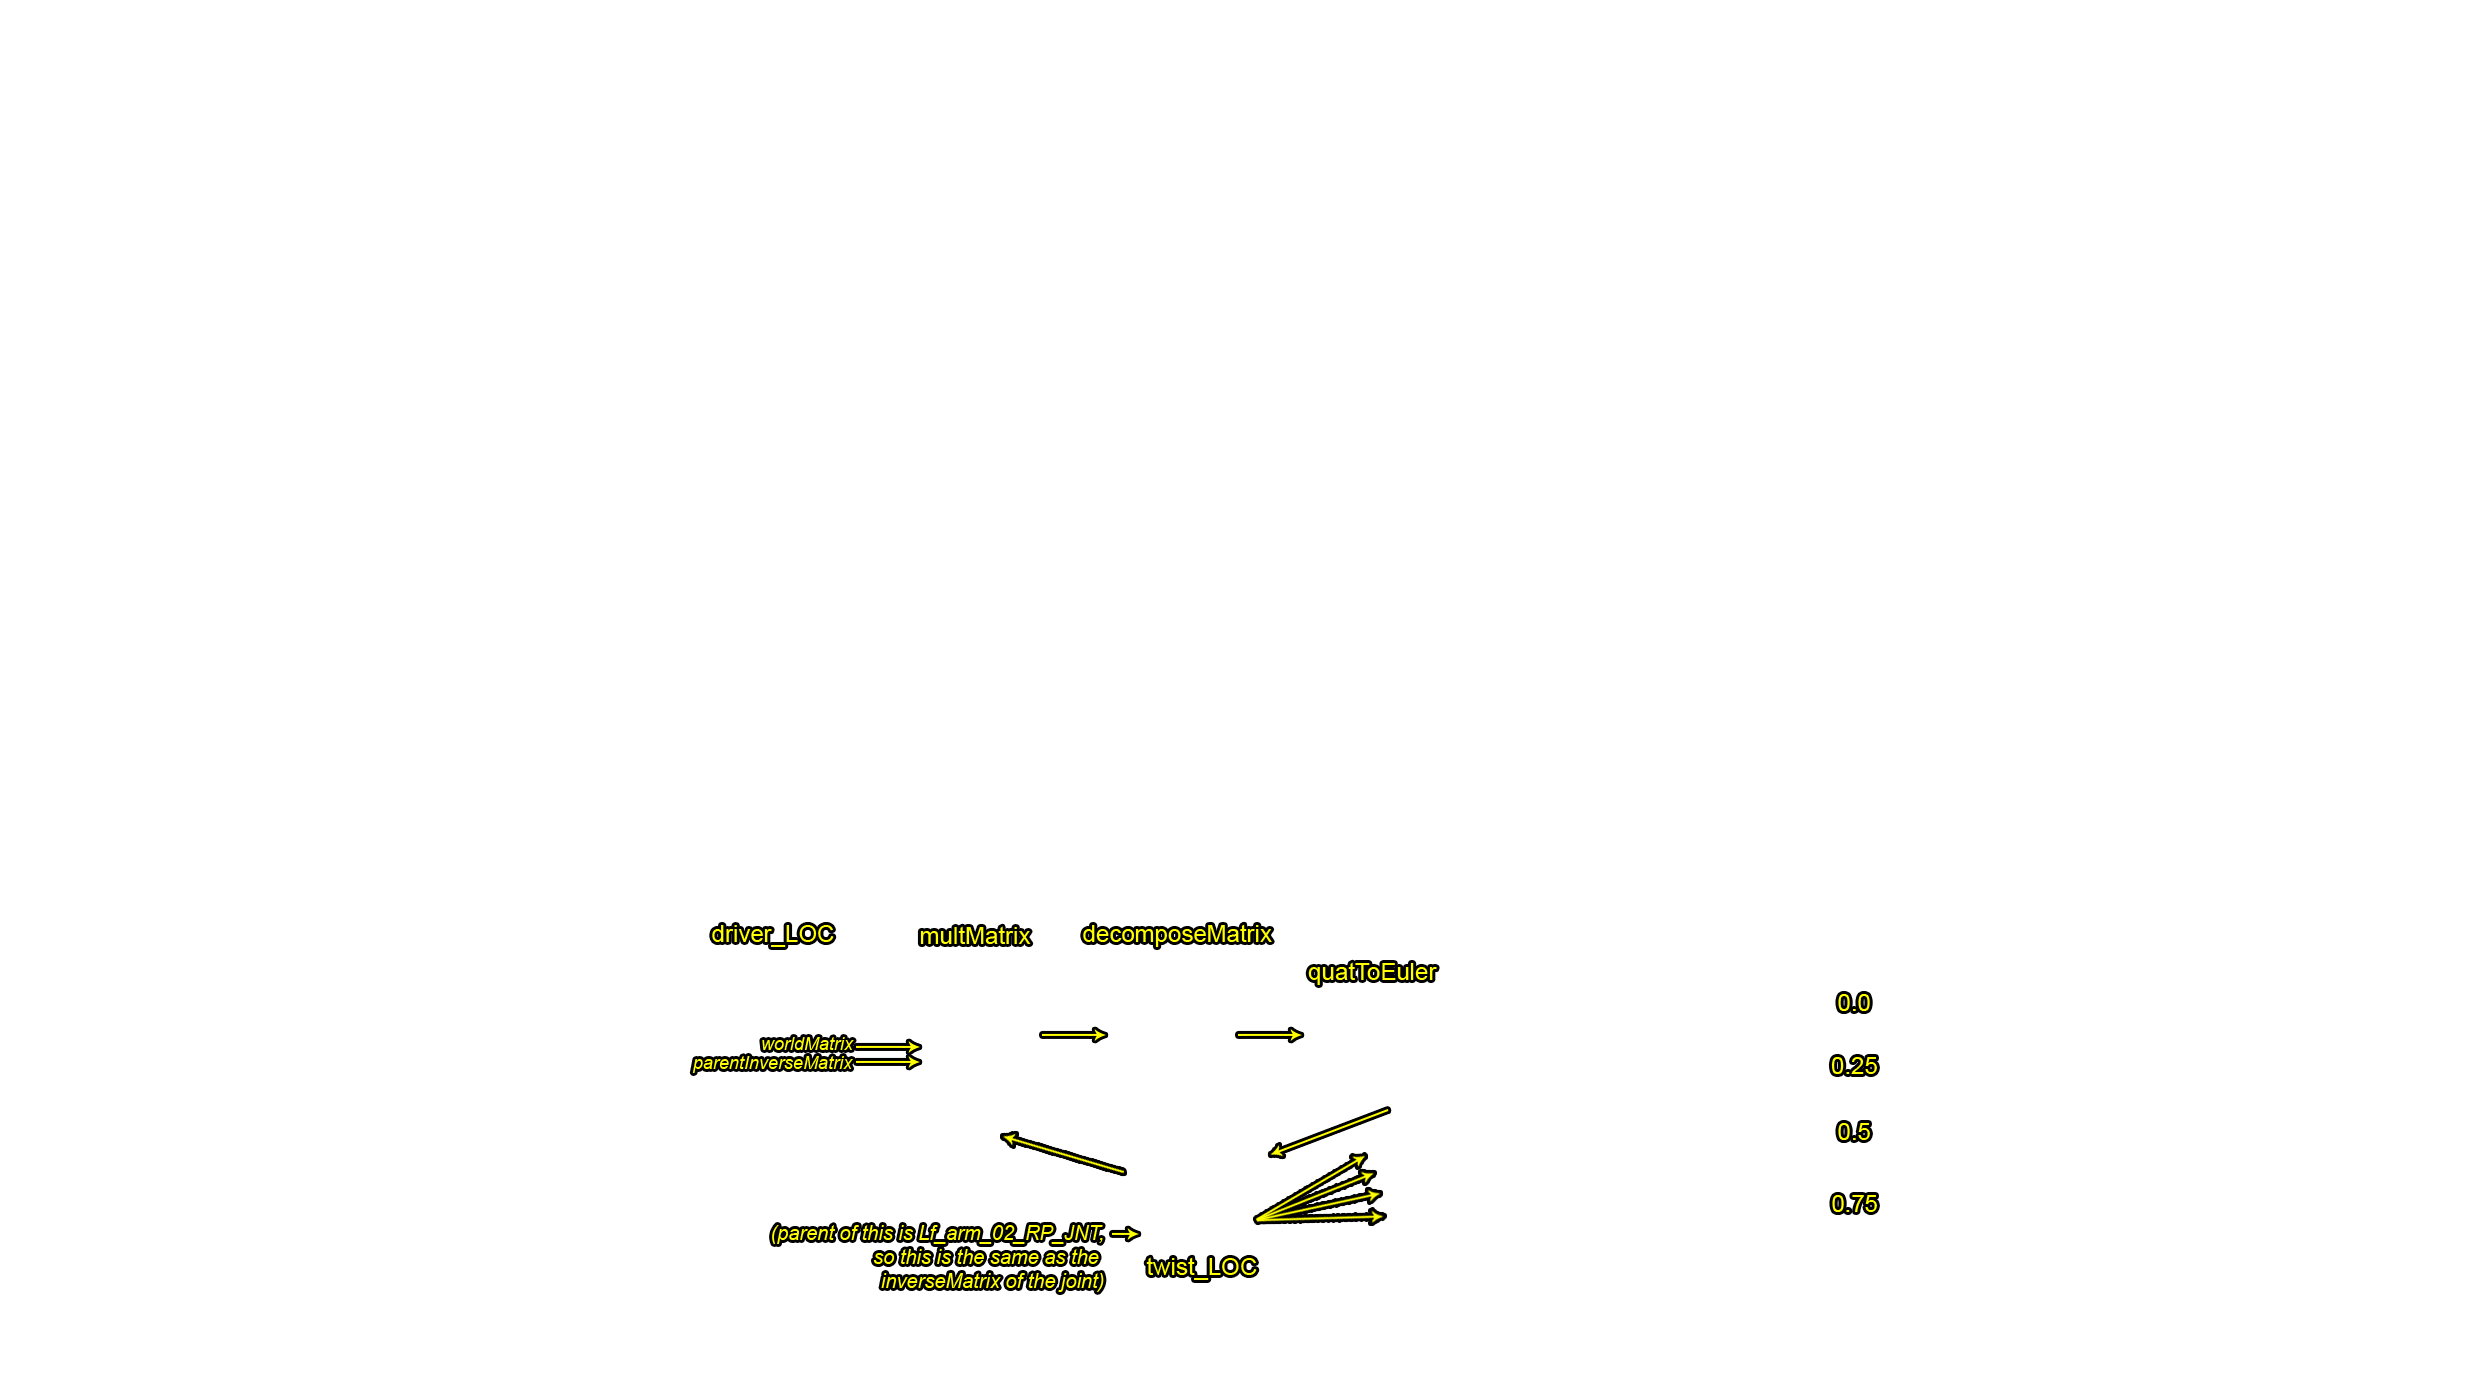 driver_LOC
multMatrix
decomposeMatrix
quatToEuler
0.0
worldMatrix
parentInverseMatrix
0.25
0.5
0.75
(parent of this is Lf_arm_02_RP_JNT,
so this is the same as the
inverseMatrix of the joint)
twist_LOC